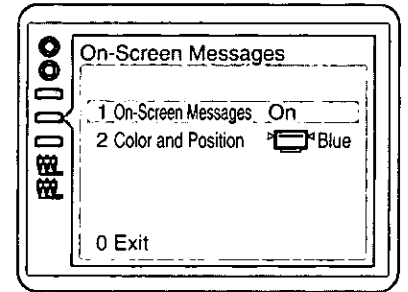 On-Screen Messages
1 On-Screen Messages On
2 Color and Position Blue
0 Exit